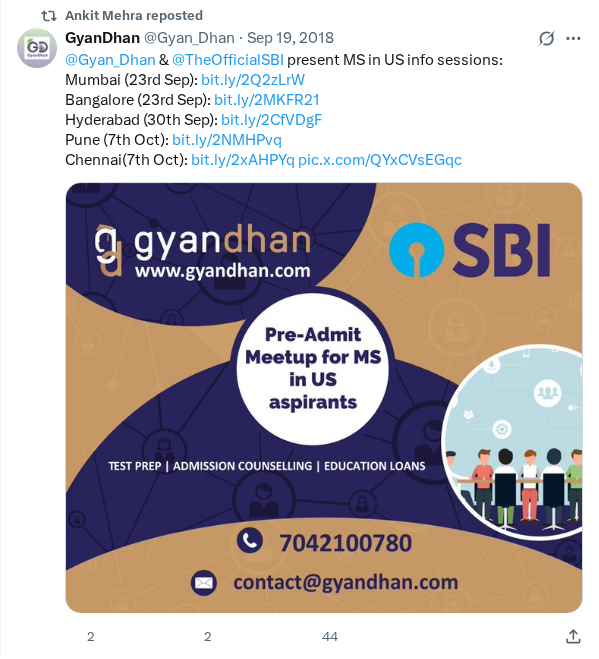 Ankit Mehra reposted
GyanDhan @Gyan_Dhan · Sep 19, 2018
@Gyan_Dhan & @TheOfficialSBI present MS in US info sessions:
Mumbai (23rd Sep): bit.ly/2Q2zLrW
Bangalore (23rd Sep): bit.ly/2MKFR21
Hyderabad (30th Sep): bit.ly/2CfVDgF
Pune (7th Oct): bit.ly/2NMHPvq
Chennai(7th Oct): bit.ly/2xAHPYq pic.x.com/QYxCVsEGqc
gd gyandhan
www.gyandhan.com
SBI
Pre-Admit
Meetup for MS
in US
aspirants
TEST PREP | ADMISSION COUNSELLING | EDUCATION LOANS
7042100780
contact@gyandhan.com
2 2 44